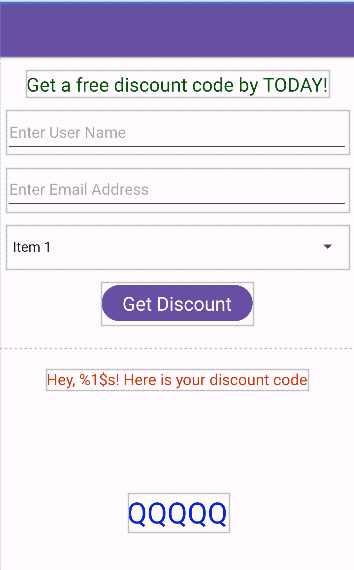 Get a free discount code by TODAY!
Enter User Name
Enter Email Address
Item 1
Get Discount
Hey, %1$s! Here is your discount code
QQQQQ